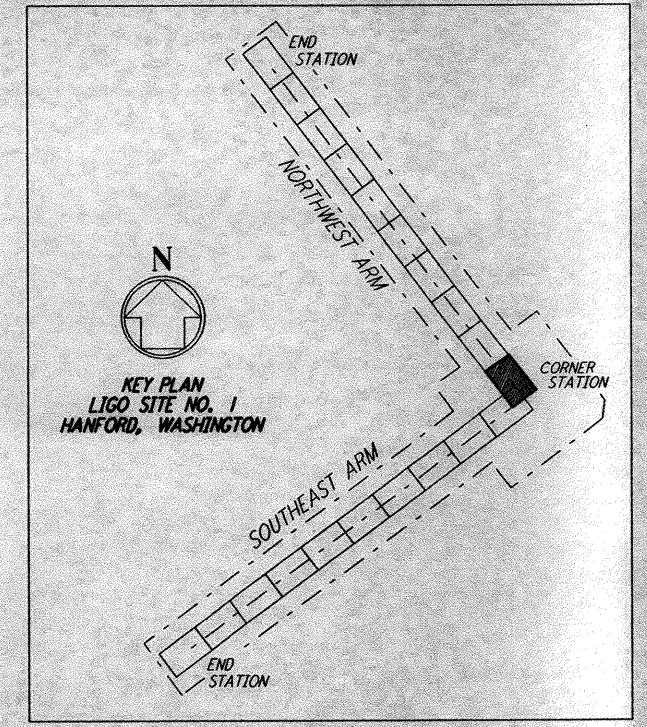 END
STATION
NORTHWEST ARM
N
KEY PLAN
LIGO SITE NO. 1
HANFORD, WASHINGTON
CORNER
STATION
SOUTHEAST ARM
END
STATION